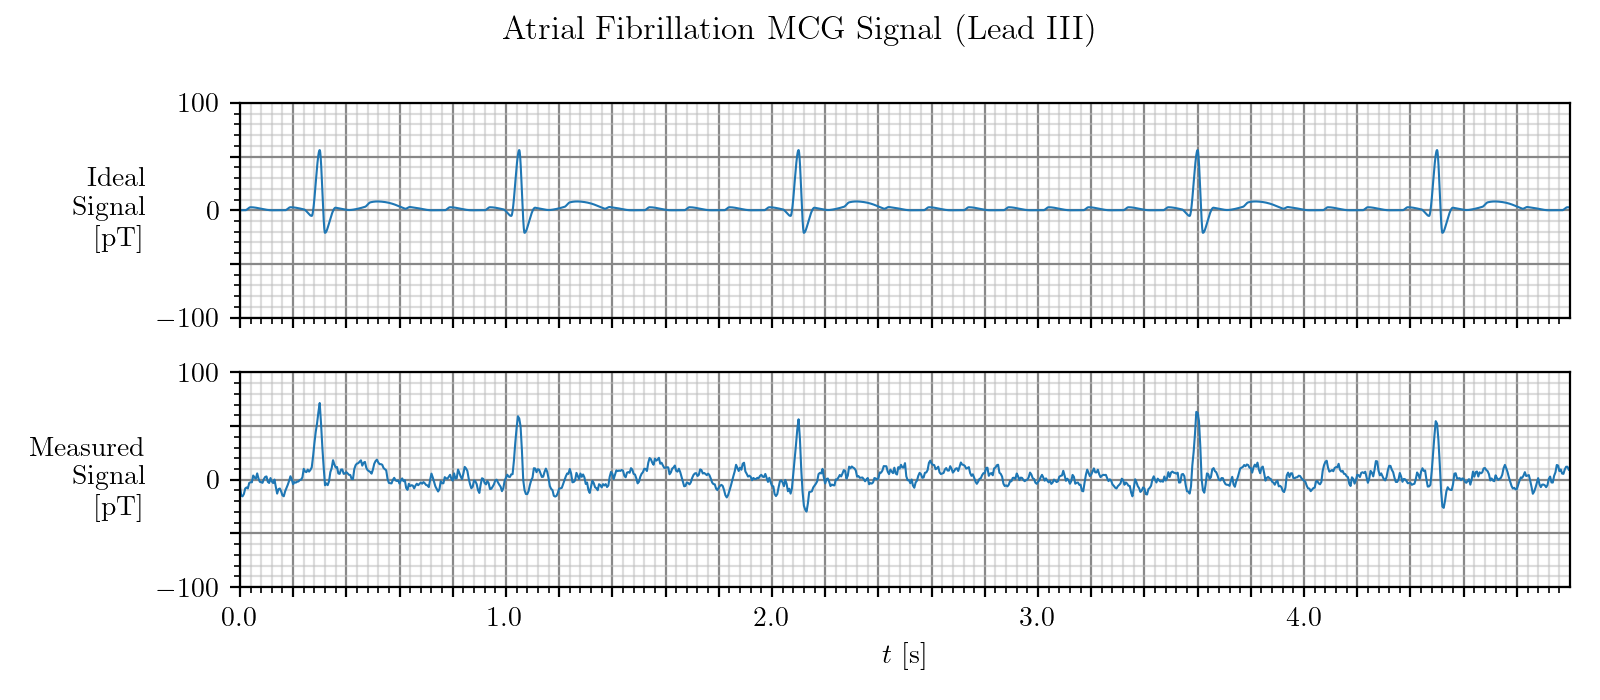 Atrial Fibrillation MCG Signal (Lead III)
100
Ideal
Signal
[pT]
0
−100
100
Measured
Signal
[pT]
0
−100
0.0 1.0 2.0 3.0 4.0
t [s]